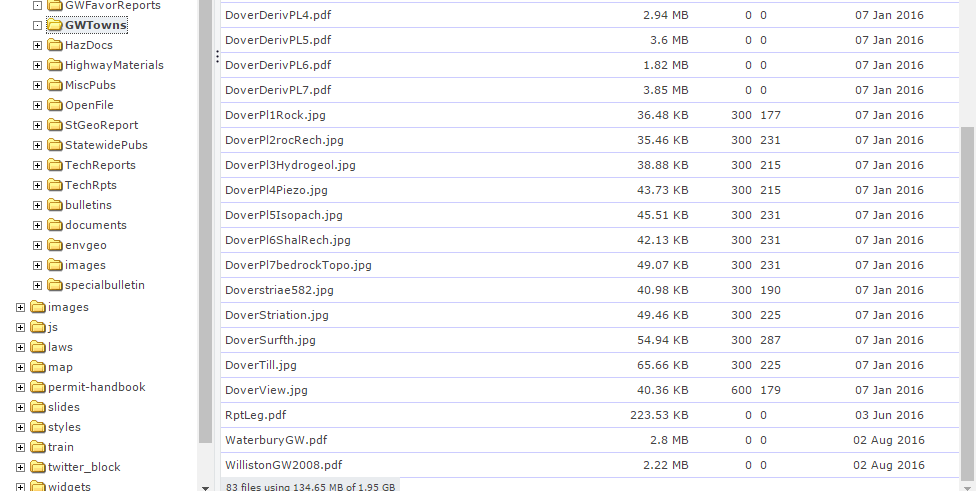 GWFavorReports
GWTowns
HazDocs
HighwayMaterials
MiscPubs
OpenFile
StGeoReport
StatewidePubs
TechReports
TechRpts
bulletins
documents
envgeo
images
specialbulletin
images
js
laws
map
permit-handbook
slides
styles
train
twitter_block
widgets
DoverDerivPL4.pdf 2.94 MB 0 0 07 Jan 2016
DoverDerivPL5.pdf 3.6 MB 0 0 07 Jan 2016
DoverDerivPL6.pdf 1.82 MB 0 0 07 Jan 2016
DoverDerivPL7.pdf 3.85 MB 0 0 07 Jan 2016
DoverPl1Rock.jpg 36.48 KB 300 177 07 Jan 2016
DoverPl2rocRech.jpg 35.46 KB 300 231 07 Jan 2016
DoverPl3Hydrogeol.jpg 38.88 KB 300 215 07 Jan 2016
DoverPl4Piezo.jpg 43.73 KB 300 215 07 Jan 2016
DoverPl5Isopach.jpg 45.51 KB 300 231 07 Jan 2016
DoverPl6ShalRech.jpg 42.13 KB 300 231 07 Jan 2016
DoverPl7bedrockTopo.jpg 49.07 KB 300 231 07 Jan 2016
Doverstriae582.jpg 40.98 KB 300 190 07 Jan 2016
DoverStriation.jpg 49.46 KB 300 225 07 Jan 2016
DoverSurfth.jpg 54.94 KB 300 287 07 Jan 2016
DoverTill.jpg 65.66 KB 300 225 07 Jan 2016
DoverView.jpg 40.36 KB 600 179 07 Jan 2016
RptLeg.pdf 223.53 KB 0 0 03 Jun 2016
WaterburyGW.pdf 2.8 MB 0 0 02 Aug 2016
WillistonGW2008.pdf 2.22 MB 0 0 02 Aug 2016
83 files using 134.65 MB of 1.95 GB